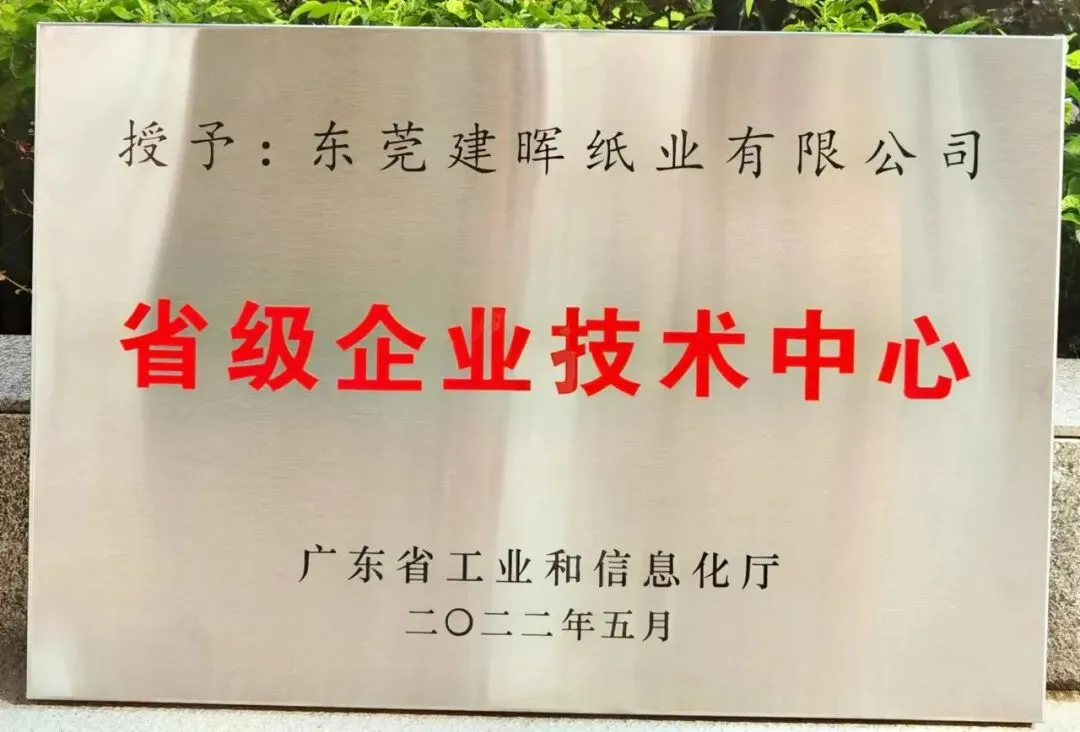 授予：东莞建晖纸业有限公司
省级企业技术中心
广东省工业和信息化厅
二〇二二年五月